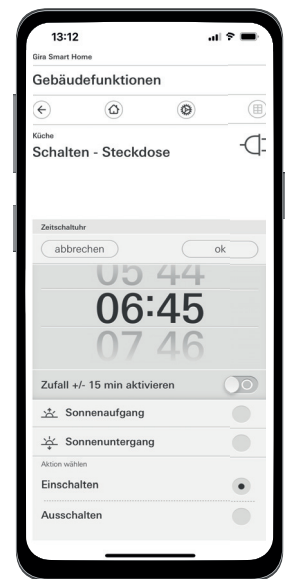 13:12
Gira Smart Home
Gebäudefunktionen
Küche
Schalten - Steckdose
Zeitschaltuhr
abbrechen ok
05 44
06:45
07 46
Zufall +/- 15 min aktivieren
Sonnenaufgang
Sonnenuntergang
Aktion wählen
Einschalten
Ausschalten